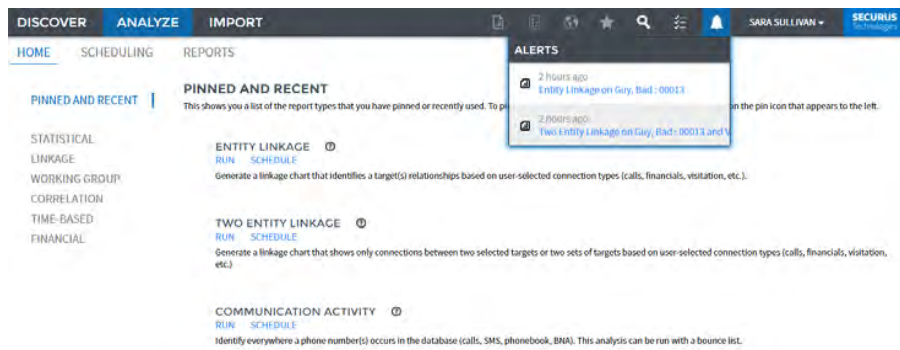 DISCOVER ANALYZE IMPORT SARA SULLIVAN SECURUS
Technologies
HOME SCHEDULING REPORTS
ALERTS
2 hours ago
Entity Linkage on Guy, Bad : 00013
2 hours ago
Two Entity Linkage on Guy, Bad : 00013 and V
PINNED AND RECENT
STATISTICAL
LINKAGE
WORKING GROUP
CORRELATION
TIME-BASED
FINANCIAL
PINNED AND RECENT
This shows you a list of the report types that you have pinned or recently used. To pi on the pin icon that appears to the left.
ENTITY LINKAGE
RUN SCHEDULE
Generate a linkage chart that identifies a target(s) relationships based on user-selected connection types (calls, financials, visitation, etc.).
TWO ENTITY LINKAGE
RUN SCHEDULE
Generate a linkage chart that shows only connections between two selected targets or two sets of targets based on user-selected connection types (calls, financials, visitation,
etc.)
COMMUNICATION ACTIVITY
RUN SCHEDULE
Identify everywhere a phone number(s) occurs in the database (calls, SMS, phonebook, BNA). This analysis can be run with a bounce list.